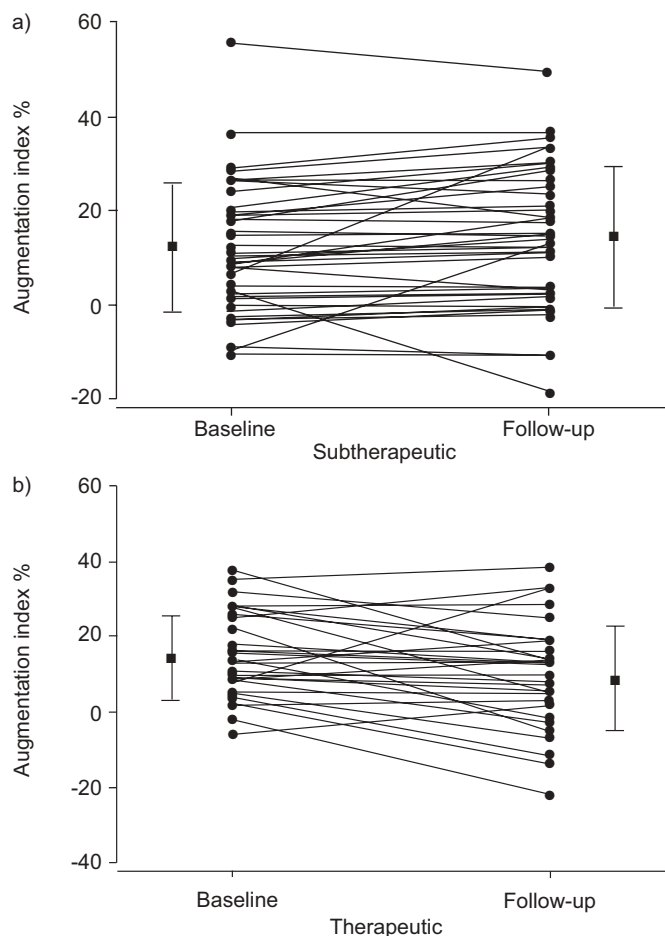 a)
60
40
20
0
-20
Augmentation index %
Baseline
Follow-up
Subtherapeutic
b)
60
40
20
0
-20
-40
Augmentation index %
Baseline
Follow-up
Therapeutic